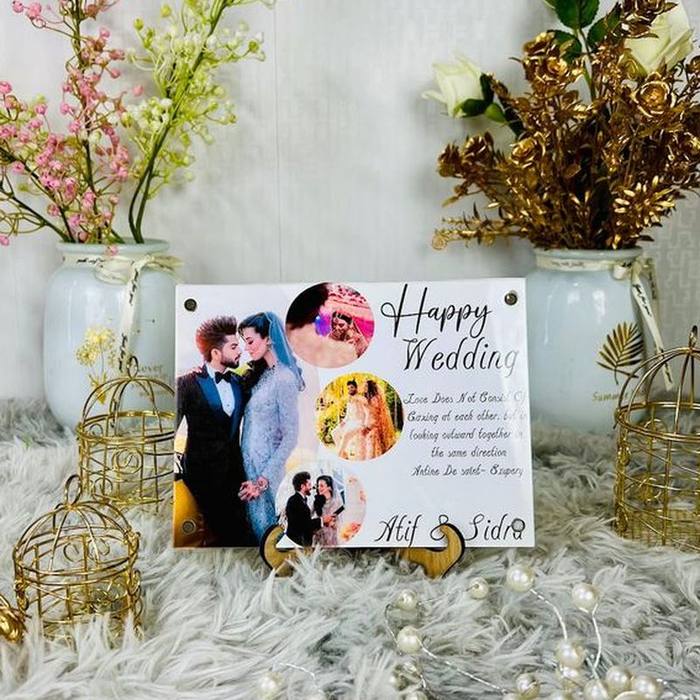 Happy
Wedding
Love Does Not Consist Of
Gazing at each other, but in
looking outward together in
the same direction
Antine De saint- Exupery
Atif & Sidra
Summer